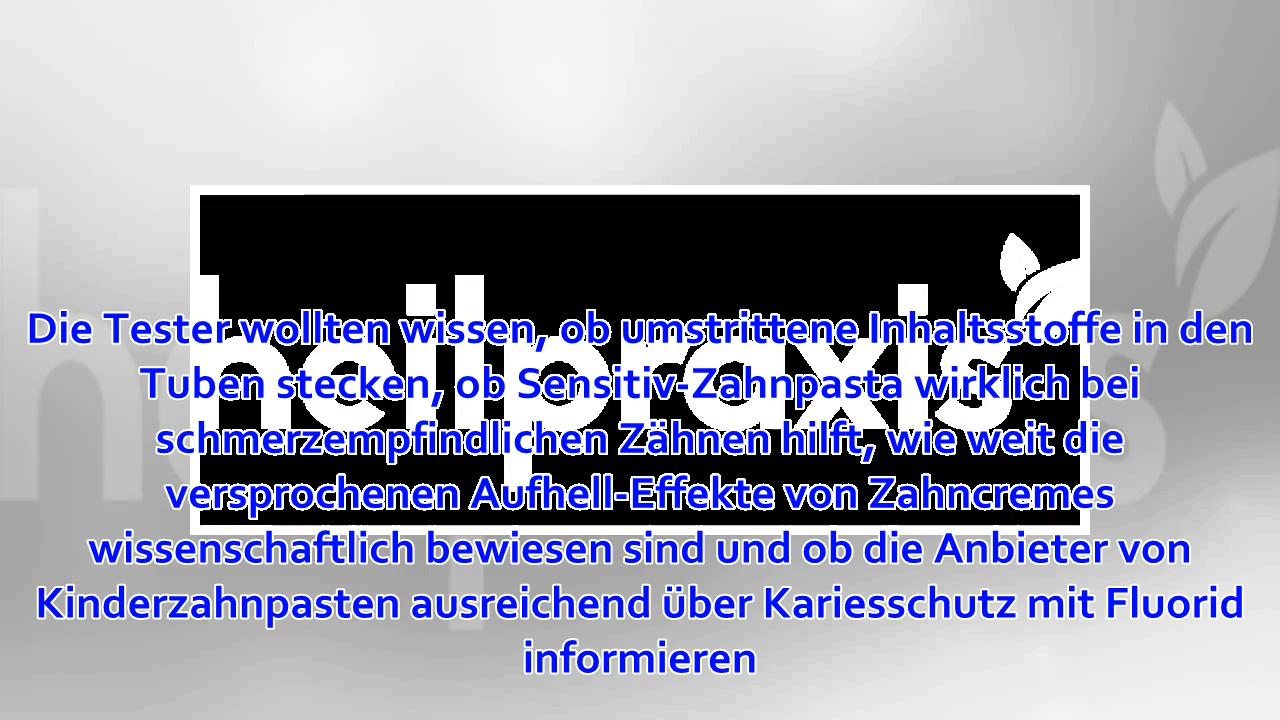 heilpraxis
Die Tester wollten wissen, ob umstrittene Inhaltsstoffe in den
Tuben stecken, ob Sensitiv-Zahnpasta wirklich bei
schmerzempfindlichen Zähnen hilft, wie weit die
versprochenen Aufhell-Effekte von Zahncremes
wissenschaftlich bewiesen sind und ob die Anbieter von
Kinderzahnpasten ausreichend über Kariesschutz mit Fluorid
informieren